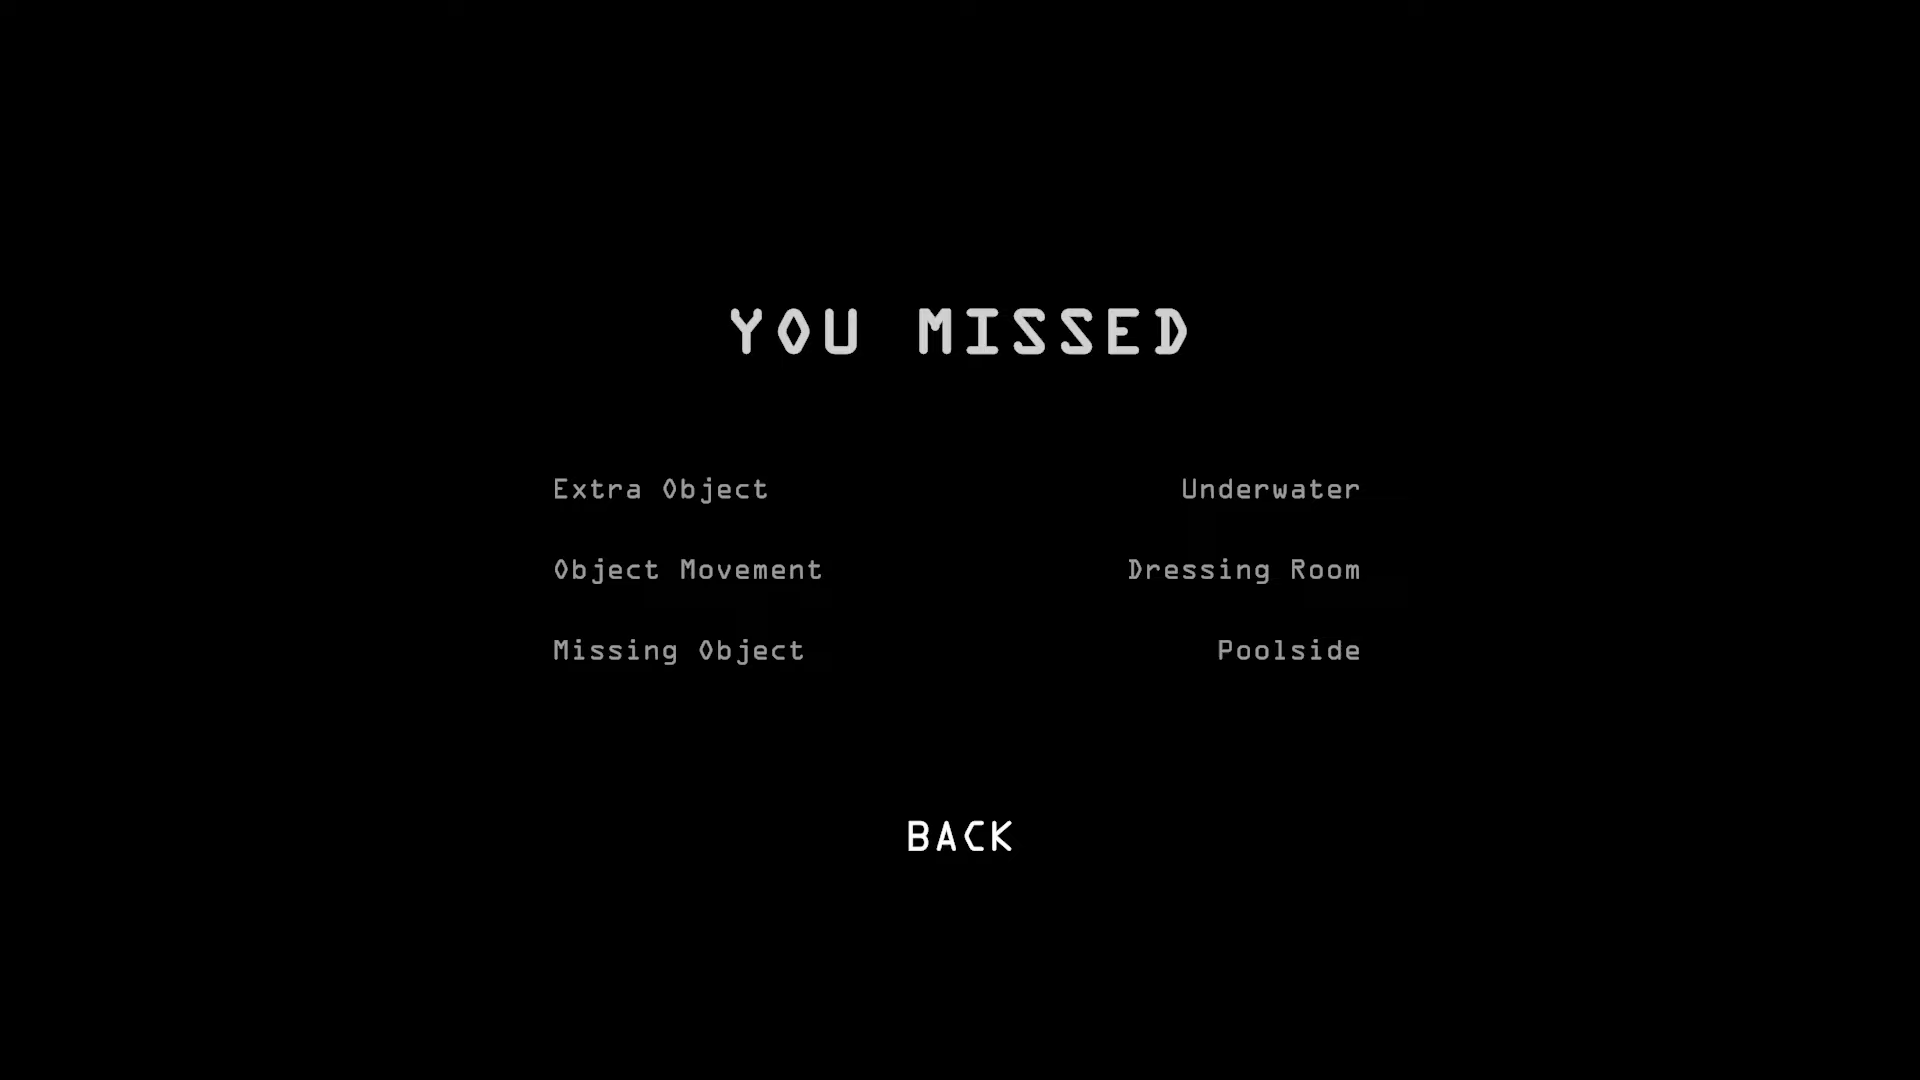 YOU MISSED
Extra Object Underwater
Object Movement Dressing Room
Missing Object Poolside
BACK